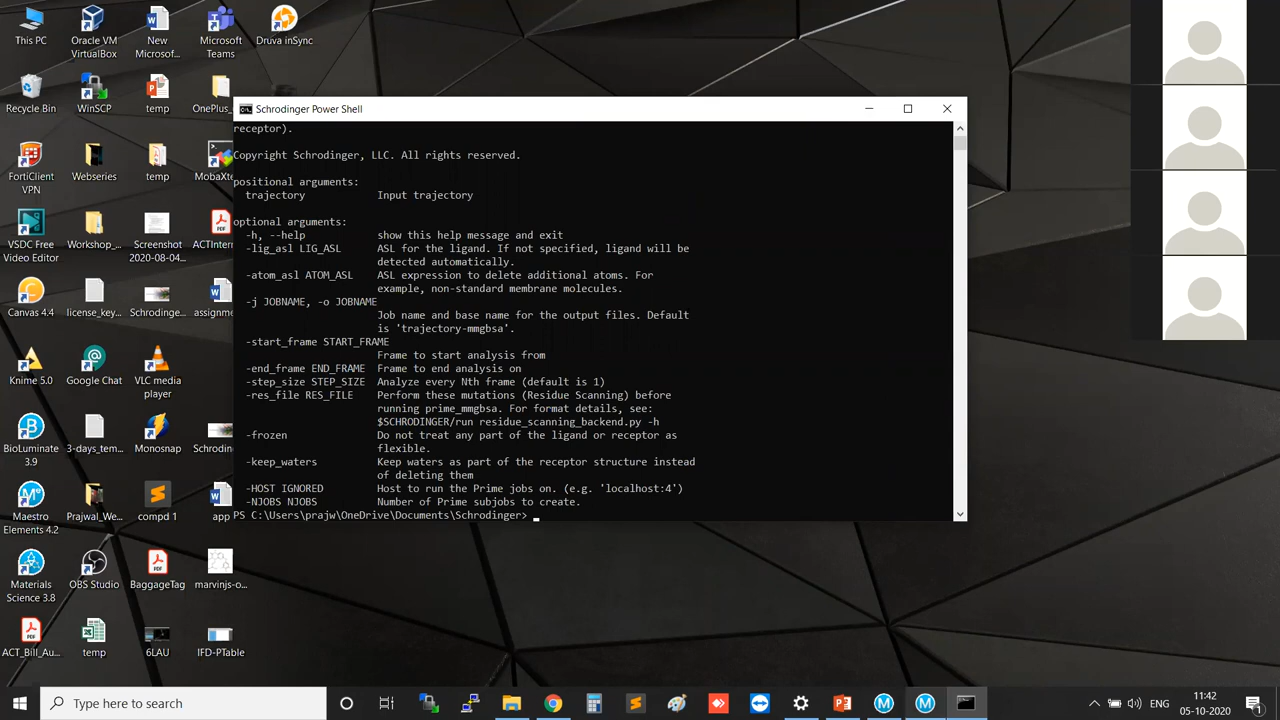 This PC
Oracle VM
VirtualBox
New
Microsof...
Microsoft
Teams
Druva inSync
Recycle Bin
WinSCP
temp
OnePlus_
FortiClient
VPN
Webseries
temp
MobaXte
VSDC Free
Video Editor
Workshop_...
Screenshot
2020-08-04...
ACTInterr
Canvas 4.4
license_key
Schrodinge...
assignme
Knime 5.0
Google Chat
VLC media
player
BioLuminate
3.9
3-days_tem...
Monosnap
Schrodin
Maestro
Elements 4.2
Prajwal_We...
compd 1
app
Materials
Science 3.8
OBS Studio
BaggageTag
marvinjs-o...
ACT_Bill_Au...
temp
6LAU
IFD-PTable
Schrodinger Power Shell
receptor).
Copyright Schrodinger, LLC. All rights reserved.
positional arguments:
trajectory Input trajectory
optional arguments:
-h, --help show this help message and exit
-lig_asl LIG_ASL ASL for the ligand. If not specified, ligand will be
detected automatically.
-atom_asl ATOM_ASL ASL expression to delete additional atoms. For
example, non-standard membrane molecules.
-j JOBNAME, -o JOBNAME
Job name and base name for the output files. Default
is 'trajectory-mmgbsa'.
-start_frame START_FRAME
Frame to start analysis from
-end_frame END_FRAME Frame to end analysis on
-step_size STEP_SIZE Analyze every Nth frame (default is 1)
-res_file RES_FILE Perform these mutations (Residue Scanning) before
running prime_mmgbsa. For format details, see:
$SCHRODINGER/run residue_scanning_backend.py -h
-frozen Do not treat any part of the ligand or receptor as
flexible.
-keep_waters Keep waters as part of the receptor structure instead
of deleting them
-HOST IGNORED Host to run the Prime jobs on. (e.g. 'localhost:4')
-NJOBS NJOBS Number of Prime subjobs to create.
PS C:\Users\prajw\OneDrive\Documents\Schrodinger>
Type here to search
ENG
11:42
05-10-2020